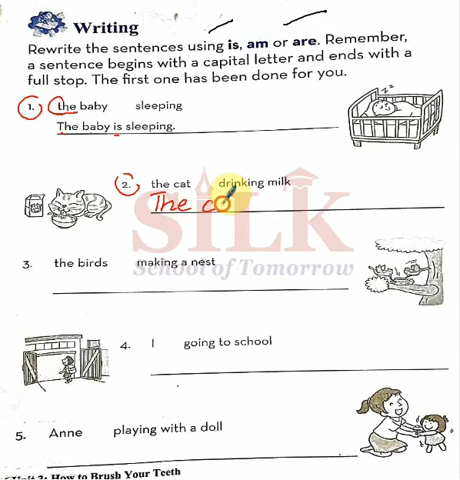 Writing
Rewrite the sentences using is, am or are. Remember,
a sentence begins with a capital letter and ends with a
full stop. The first one has been done for you.
1. the baby sleeping
The baby is sleeping.
2. the cat drinking milk
The ca
SILK
School of Tomorrow
3. the birds making a nest
4. I going to school
5. Anne playing with a doll
Unit 2: How to Brush Your Teeth